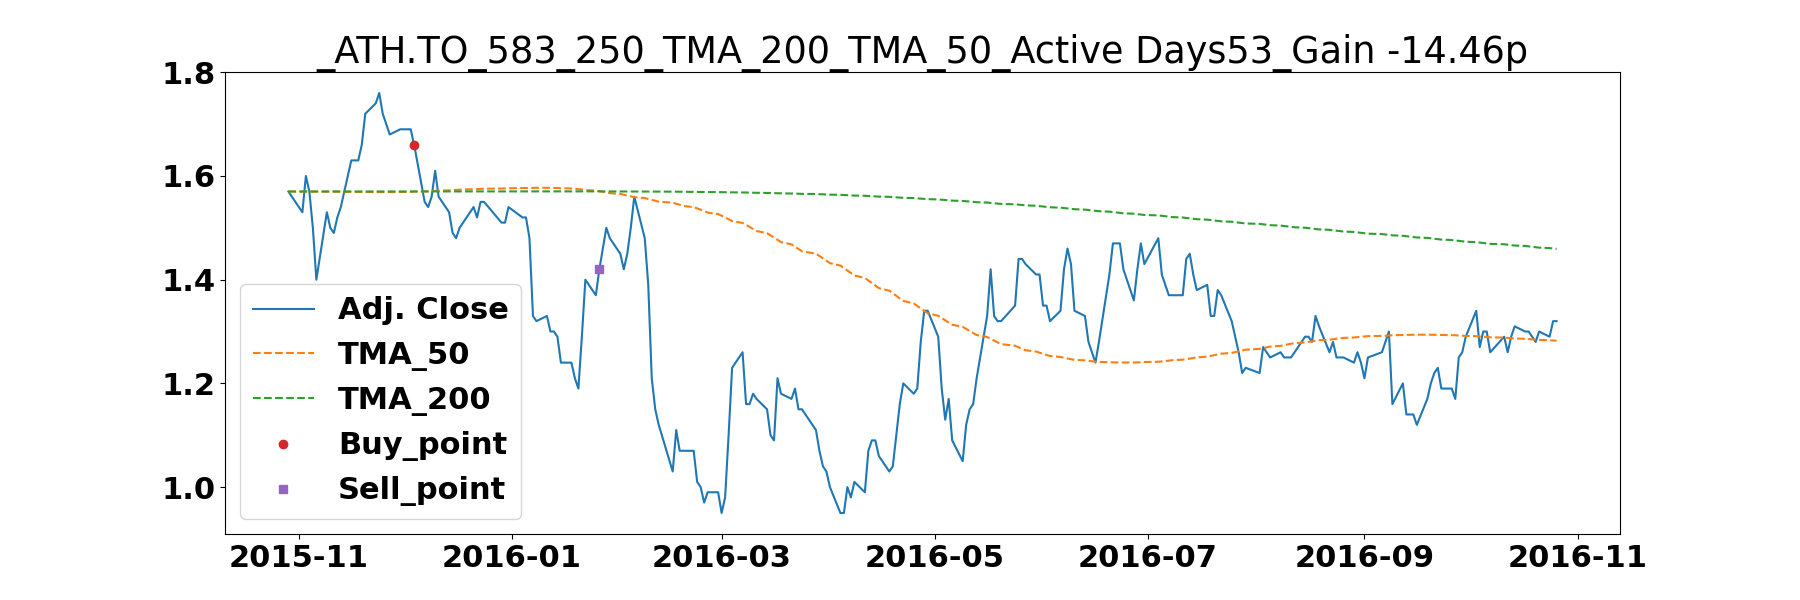 _ATH.TO_583_250_TMA_200_TMA_50_Active Days53_Gain -14.46p
1.8
1.6
1.4
1.2
1.0
Adj. Close
TMA_50
TMA_200
Buy_point
Sell_point
2015-11 2016-01 2016-03 2016-05 2016-07 2016-09 2016-11